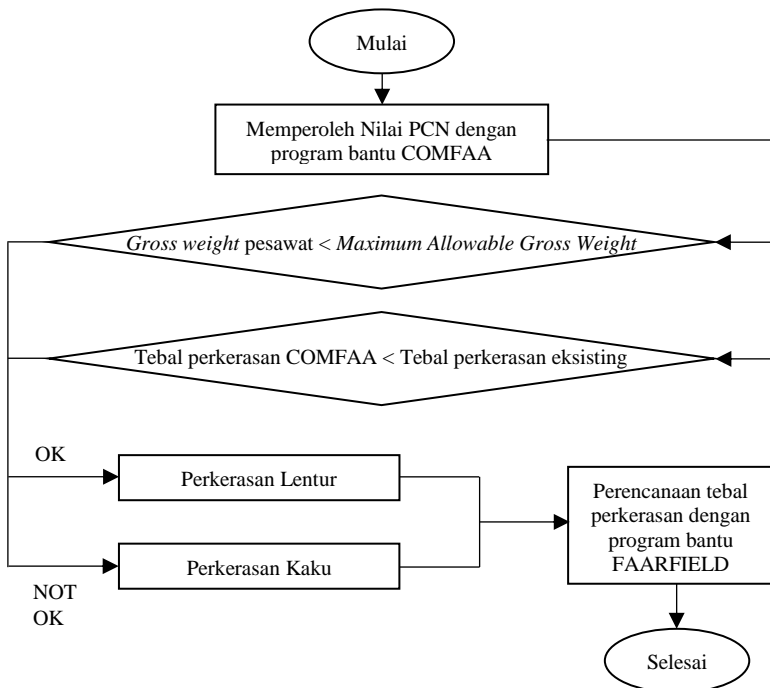 Mulai
Memperoleh Nilai PCN dengan
program bantu COMFAA
Gross weight pesawat < Maximum Allowable Gross Weight
Tebal perkerasan COMFAA < Tebal perkerasan eksisting
OK
Perkerasan Lentur
NOT
OK
Perkerasan Kaku
Perencanaan tebal
perkerasan dengan
program bantu
FAARFIELD
Selesai